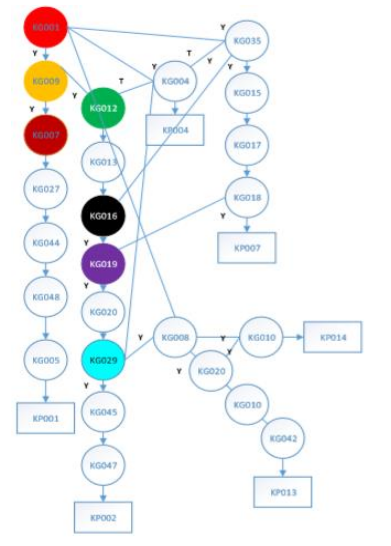 KG001
Y
KG035
Y
T
Y
Y
KG009
Y
T
KG004
KG015
Y
KG012
KP004
KG007
KG013
KG017
KG027
KG016
KG018
Y
Y
KG044
KG019
KP007
Y
KG048
KG020
KG005
KG029
Y
KG008
Y
KG010
KP014
Y
Y
KG020
KP001
KG045
KG010
KG047
KG042
KP002
KP013